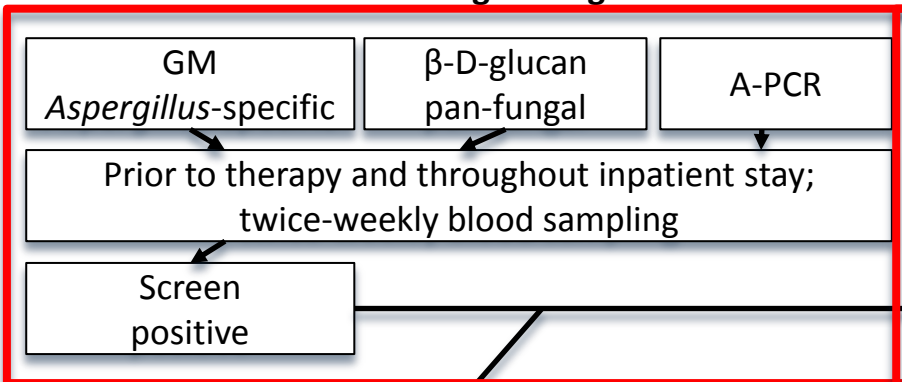 GM
Aspergillus-specific
β-D-glucan
pan-fungal
A-PCR
Prior to therapy and throughout inpatient stay;
twice-weekly blood sampling
Screen
positive